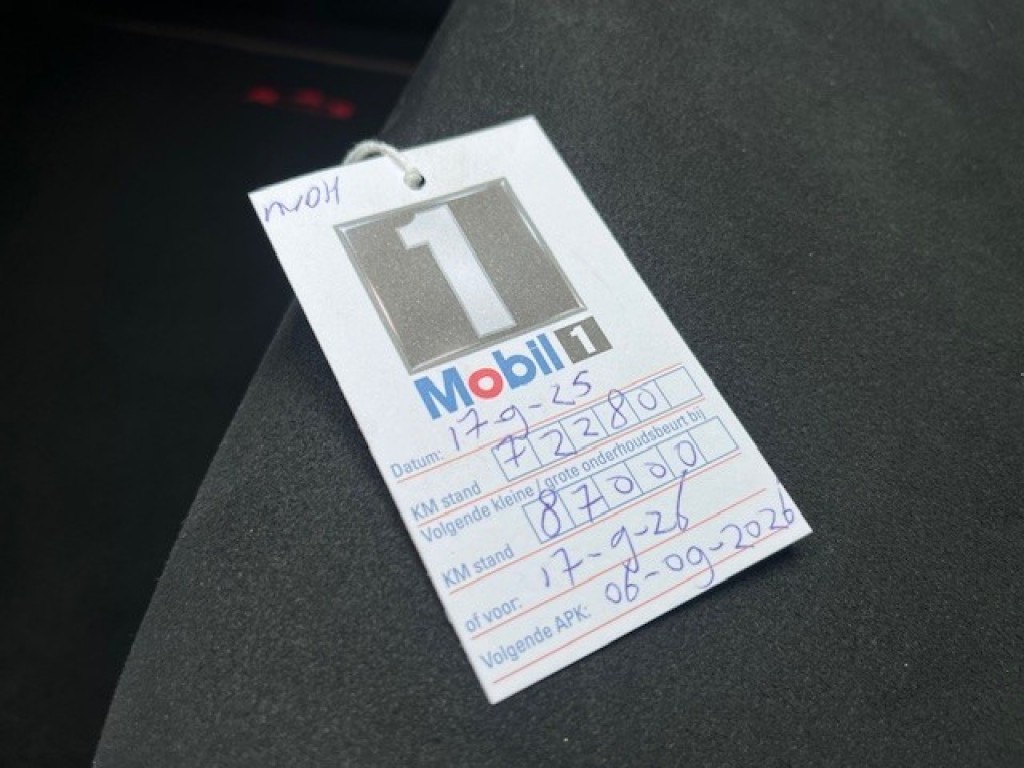 1
Mobil 1
Datum: 17-9-25
KM stand 72280
Volgende kleine / grote onderhoudsbeurt bij
KM stand 87000
of voor: 17-9-26
Volgende APK: 06-09-2026